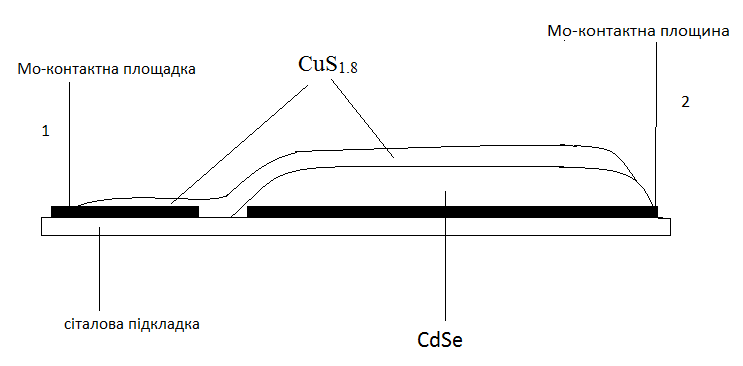 Мо-контактна площина
Мо-контактна площадка
CuS1.8
1
2
сіталова підкладка
CdSe